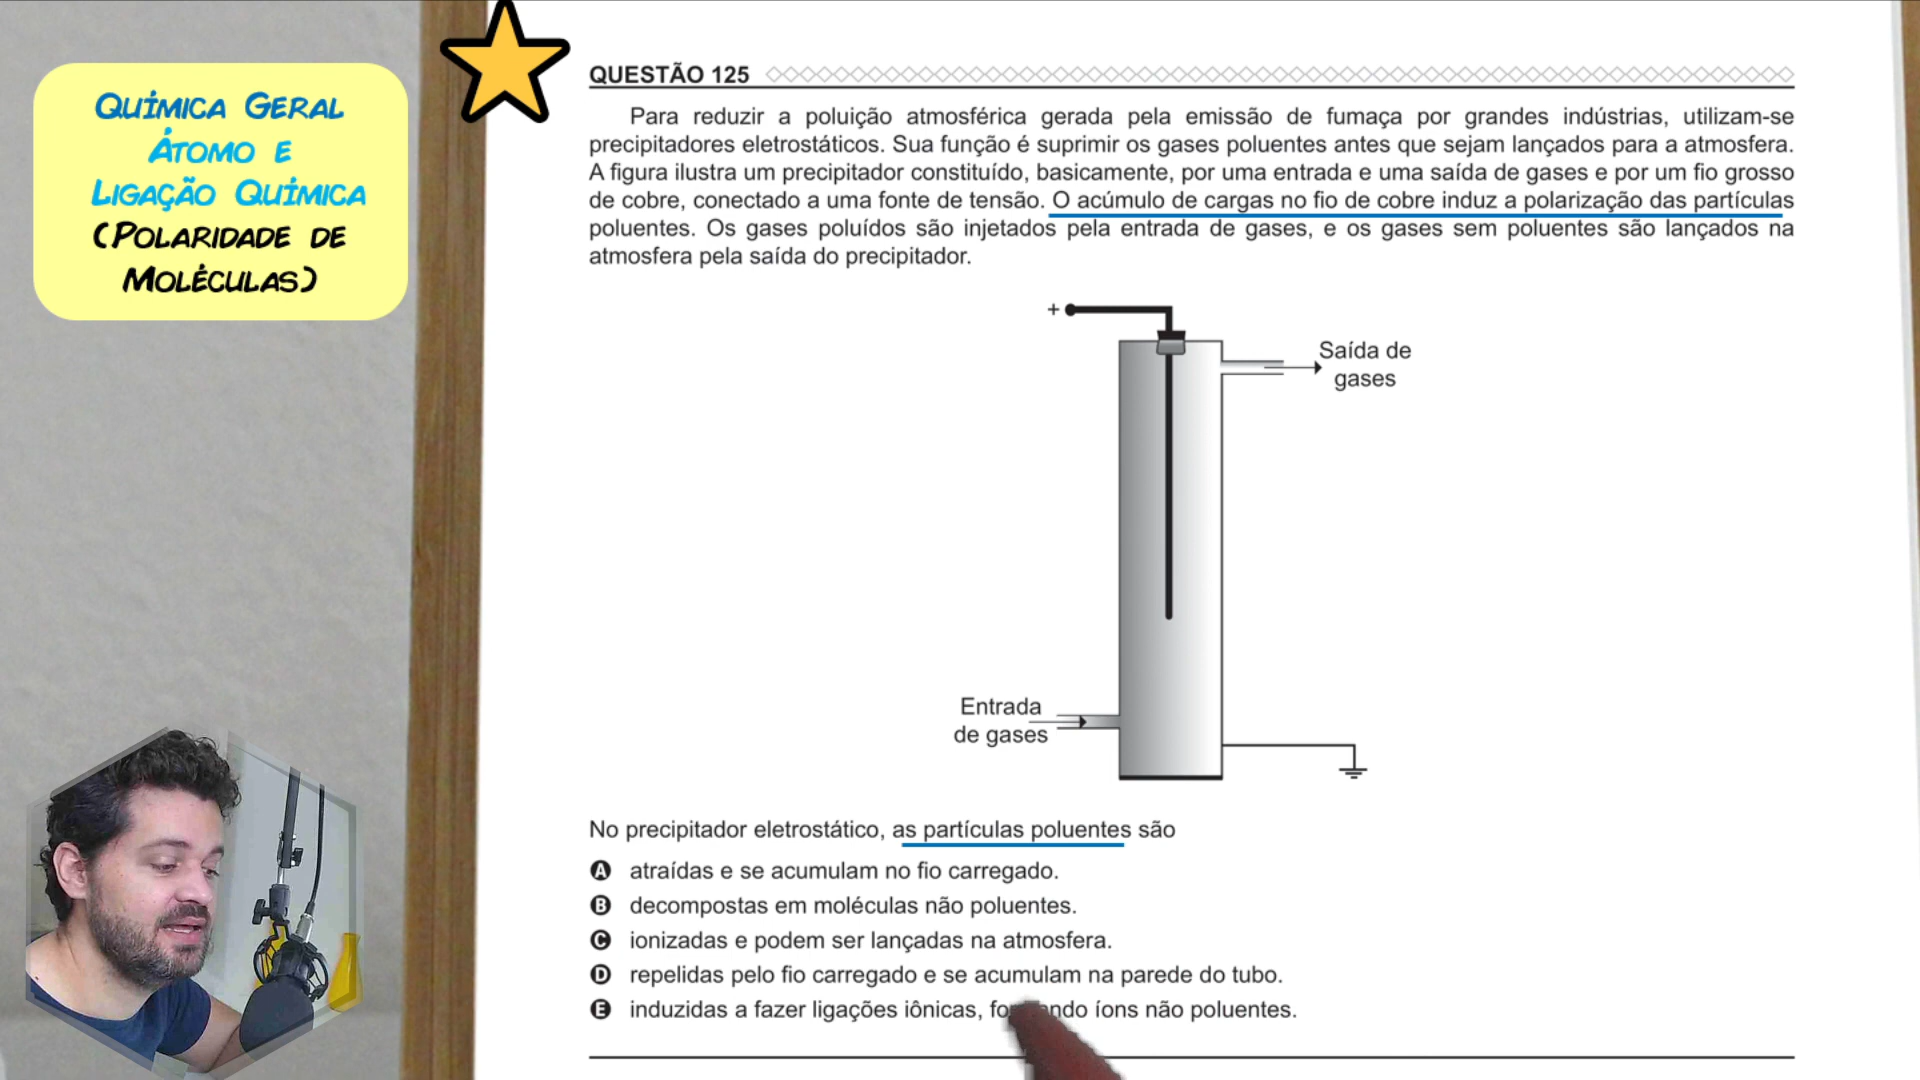 Química Geral
Átomo e
Ligação Química
(Polaridade de
Moléculas)
QUESTÃO 125
Para reduzir a poluição atmosférica gerada pela emissão de fumaça por grandes indústrias, utilizam-se
precipitadores eletrostáticos. Sua função é suprimir os gases poluentes antes que sejam lançados para a atmosfera.
A figura ilustra um precipitador constituído, basicamente, por uma entrada e uma saída de gases e por um fio grosso
de cobre, conectado a uma fonte de tensão. O acúmulo de cargas no fio de cobre induz a polarização das partículas
poluentes. Os gases poluídos são injetados pela entrada de gases, e os gases sem poluentes são lançados na
atmosfera pela saída do precipitador.
+
Saída de
gases
Entrada
de gases
No precipitador eletrostático, as partículas poluentes são
A atraídas e se acumulam no fio carregado.
B decompostas em moléculas não poluentes.
C ionizadas e podem ser lançadas na atmosfera.
D repelidas pelo fio carregado e se acumulam na parede do tubo.
E induzidas a fazer ligações iônicas, íons não poluentes.